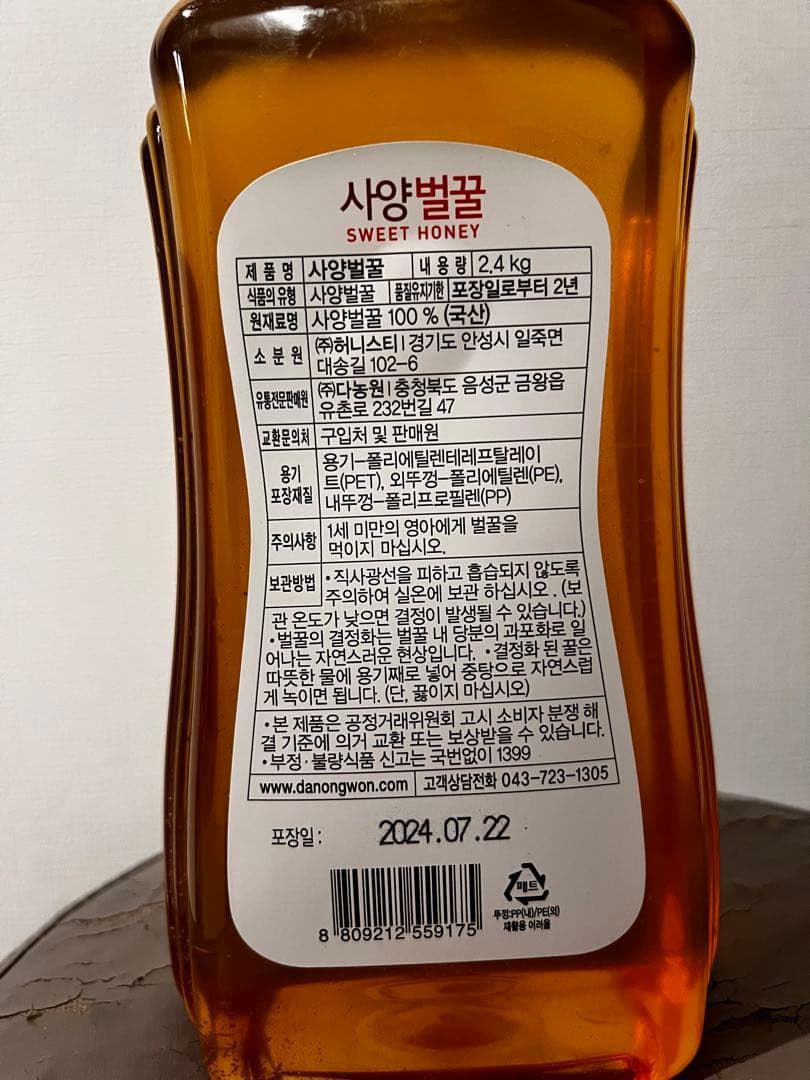 사양벌꿀
SWEET HONEY
제품명 사양벌꿀 내용량 2.4 kg
식품의 유형 사양벌꿀 품질유지기한 포장일로부터 2년
원재료명 사양벌꿀 100 % (국산)
소분원 ㈜허니스티 | 경기도 안성시 일죽면
대송길 102-6
유통전문판매원 ㈜다농원 | 충청북도 음성군 금왕읍
유촌로 232번길 47
교환문의처 구입처 및 판매원
용기 포장재질 용기-폴리에틸렌테레프탈레이
트(PET), 외뚜껑-폴리에틸렌(PE),
내뚜껑-폴리프로필렌(PP)
주의사항 1세 미만의 영아에게 벌꿀을
먹이지 마십시오.
보관방법 • 직사광선을 피하고 흡습되지 않도록
주의하여 실온에 보관 하십시오 . (보
관 온도가 낮으면 결정이 발생될 수 있습니다.)
• 벌꿀의 결정화는 벌꿀 내 당분의 과포화로 일
어나는 자연스러운 현상입니다. • 결정화 된 꿀은
따뜻한 물에 용기째로 넣어 중탕으로 자연스럽
게 녹이면 됩니다. (단, 끓이지 마십시오)
• 본 제품은 공정거래위원회 고시 소비자 분쟁 해
결 기준에 의거 교환 또는 보상받을 수 있습니다.
• 부정 · 불량식품 신고는 국번없이 1399
www.danongwon.com 고객상담전화 043-723-1305
포장일 : 2024.07.22
페트
뚜껑:PP(내)/PE(외)
재활용 어려움
8 809212 559175